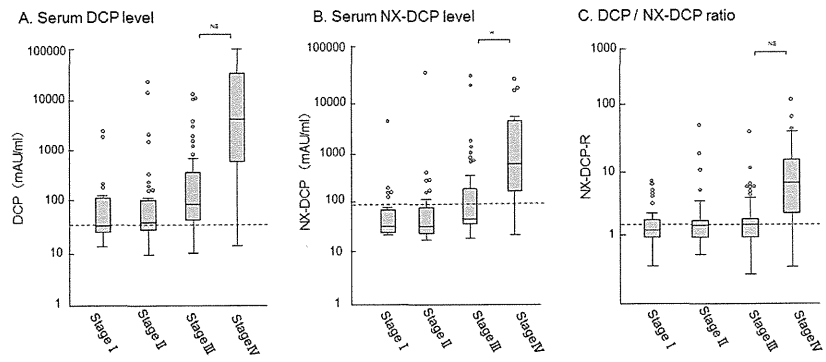 A. Serum DCP level
NS
100000
10000
1000
100
10
1
DCP (mAU/ml)
Stage I
Stage II
Stage III
Stage IV
B. Serum NX-DCP level
100000
10000
1000
100
10
1
NX-DCP (mAU/ml)
Stage I
Stage II
Stage III
Stage IV
C. DCP / NX-DCP ratio
NS
1000
100
10
1
NX-DCP-R
Stage I
Stage II
Stage III
Stage IV